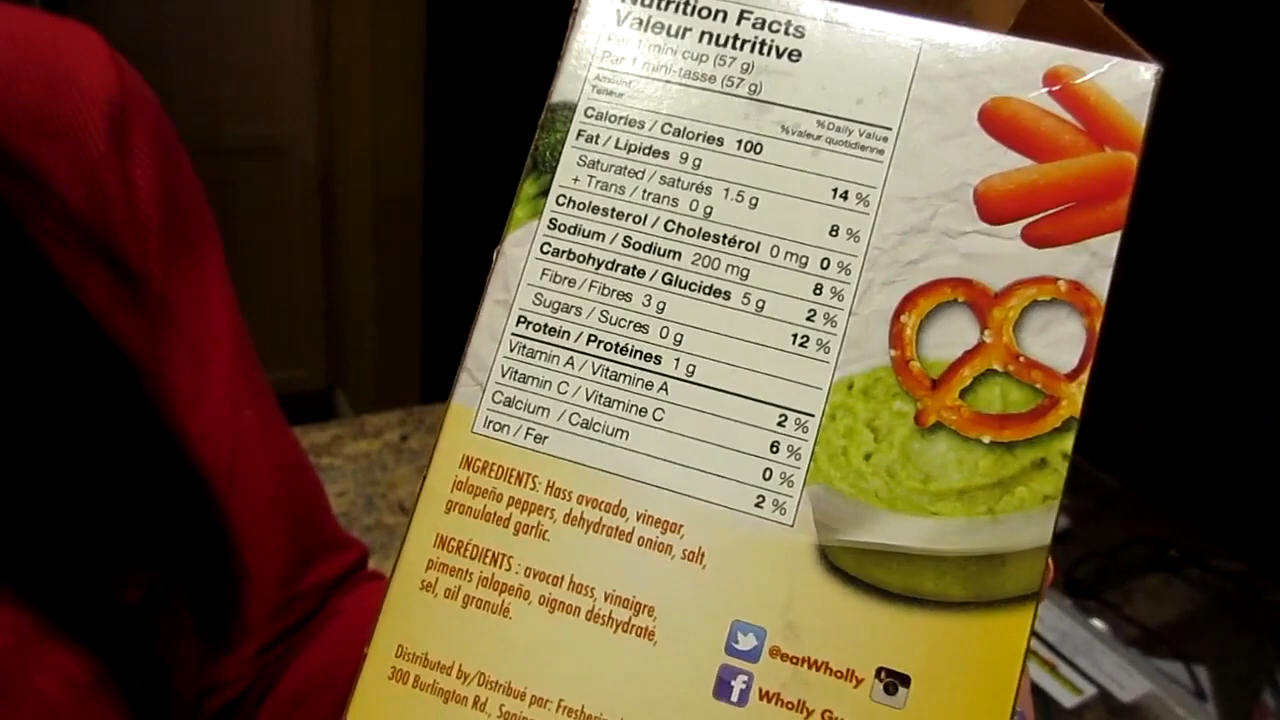 Nutrition Facts
Valeur nutritive
Per 1 mini cup (57 g)
Par 1 mini-tasse (57 g)
Amount
Teneur
% Daily Value
% valeur quotidienne
Calories / Calories 100
Fat / Lipides 9 g 14 %
Saturated / saturés 1.5 g
+ Trans / trans 0 g 8 %
Cholesterol / Cholestérol 0 mg 0 %
Sodium / Sodium 200 mg 8 %
Carbohydrate / Glucides 5 g 2 %
Fibre / Fibres 3 g 12 %
Sugars / Sucres 0 g
Protein / Protéines 1 g
Vitamin A / Vitamine A 2 %
Vitamin C / Vitamine C 6 %
Calcium / Calcium 0 %
Iron / Fer 2 %
INGREDIENTS: Hass avocado, vinegar,
jalapeño peppers, dehydrated onion, salt,
granulated garlic.
INGRÉDIENTS : avocat hass, vinaigre,
piments jalapeño, oignon déshydraté,
sel, ail granulé.
Distributed by/Distribué par:
300 Burlington Rd.,
@eatWholly
Wholly